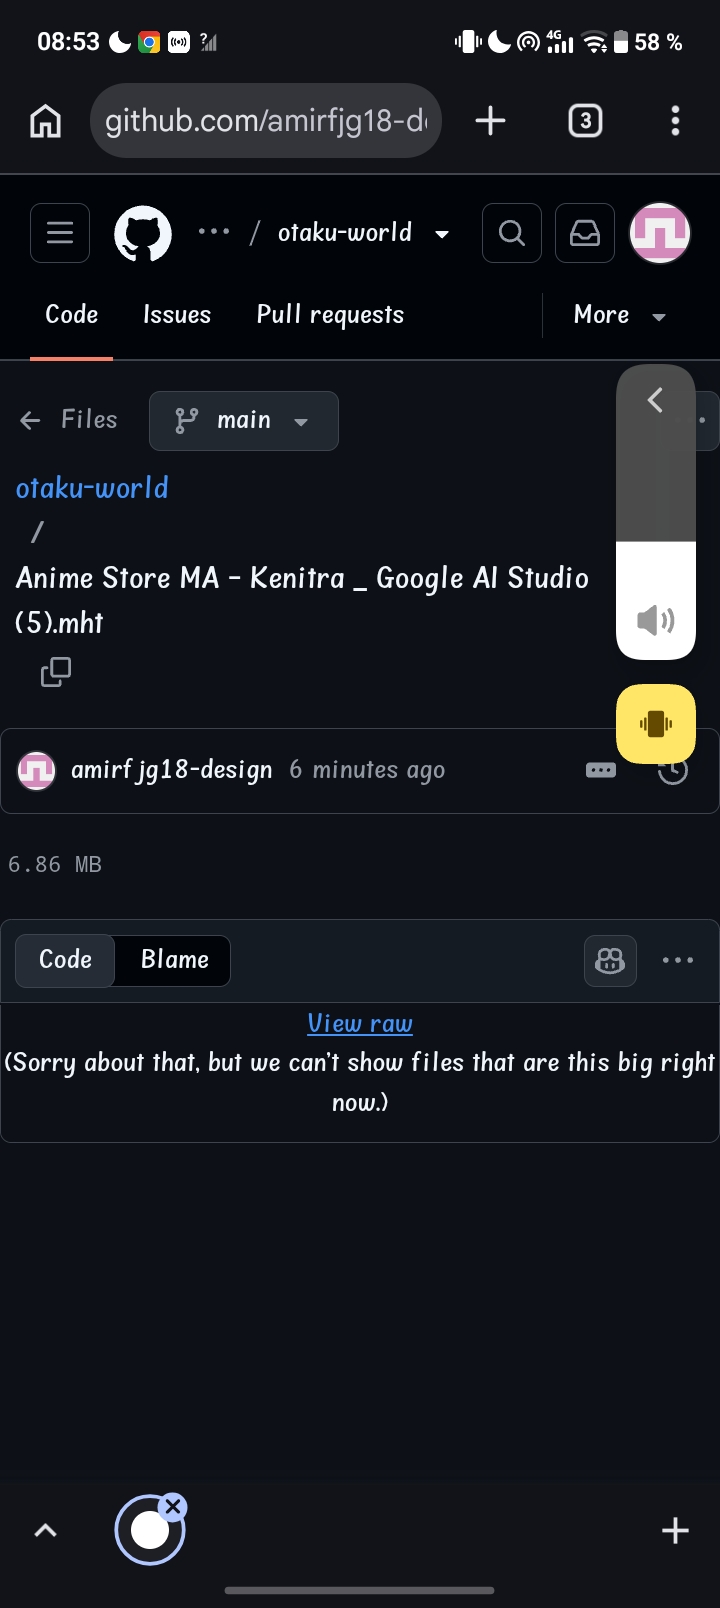 08:53
4G
58 %
github.com/amirfjg18-d
3
... / otaku-world
Code
Issues
Pull requests
More
Files
main
otaku-world
/
Anime Store MA - Kenitra _ Google AI Studio
(5).mht
amirfjg18-design 6 minutes ago
6.86 MB
Code
Blame
View raw
(Sorry about that, but we can't show files that are this big right
now.)